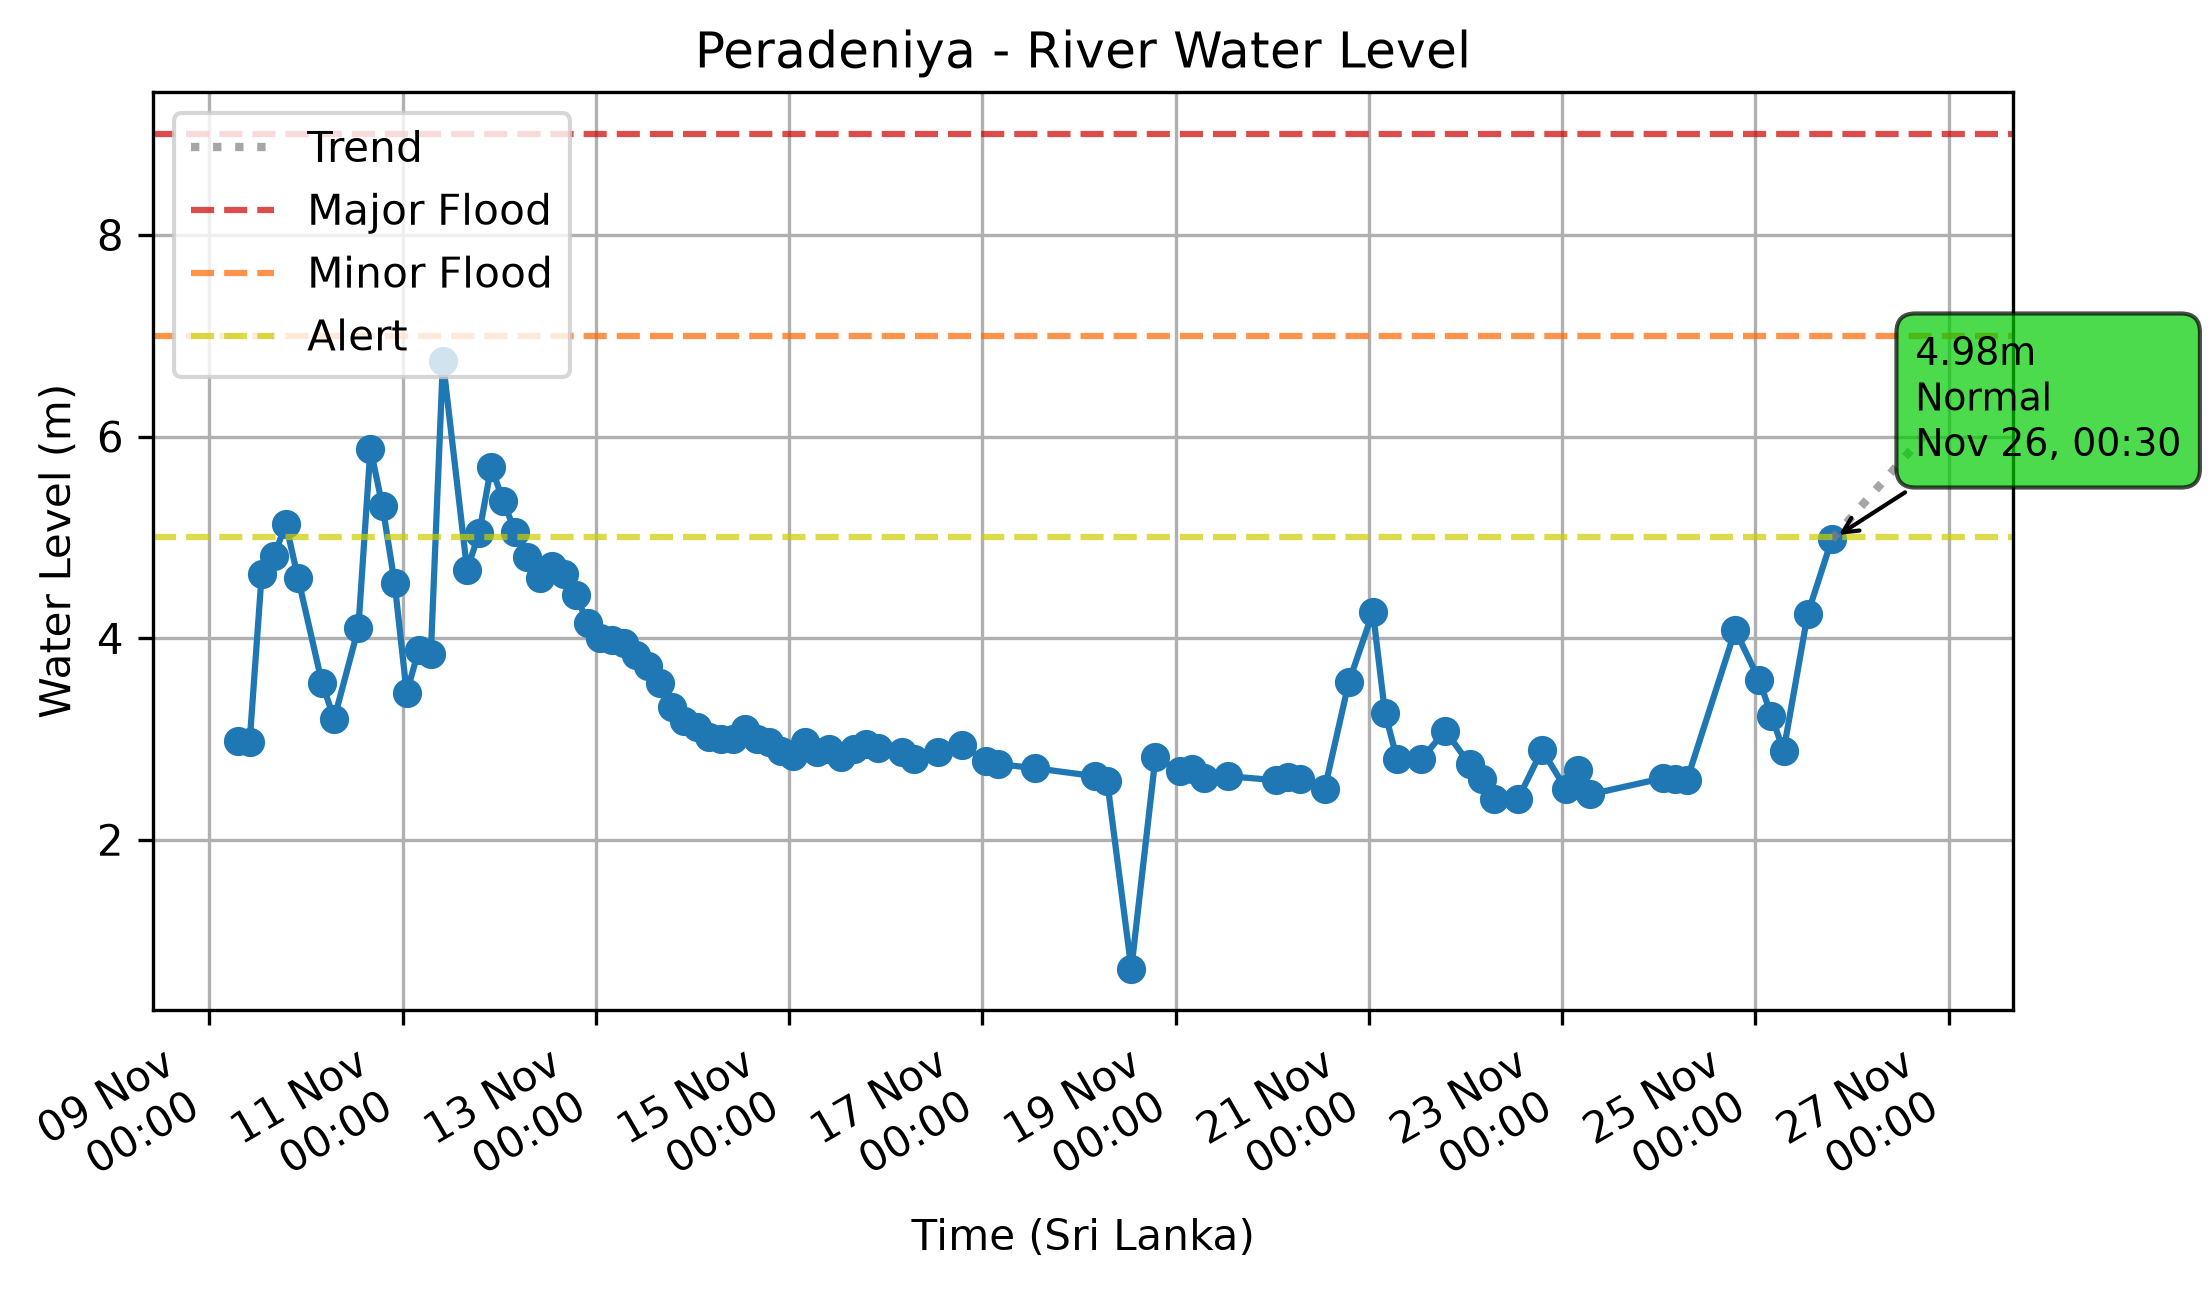 Peradeniya - River Water Level
Trend
Major Flood
Minor Flood
Alert
4.98m
Normal
Nov 26, 00:30
Water Level (m)
8
6
4
2
09 Nov
00:00
11 Nov
00:00
13 Nov
00:00
15 Nov
00:00
17 Nov
00:00
19 Nov
00:00
21 Nov
00:00
23 Nov
00:00
25 Nov
00:00
27 Nov
00:00
Time (Sri Lanka)